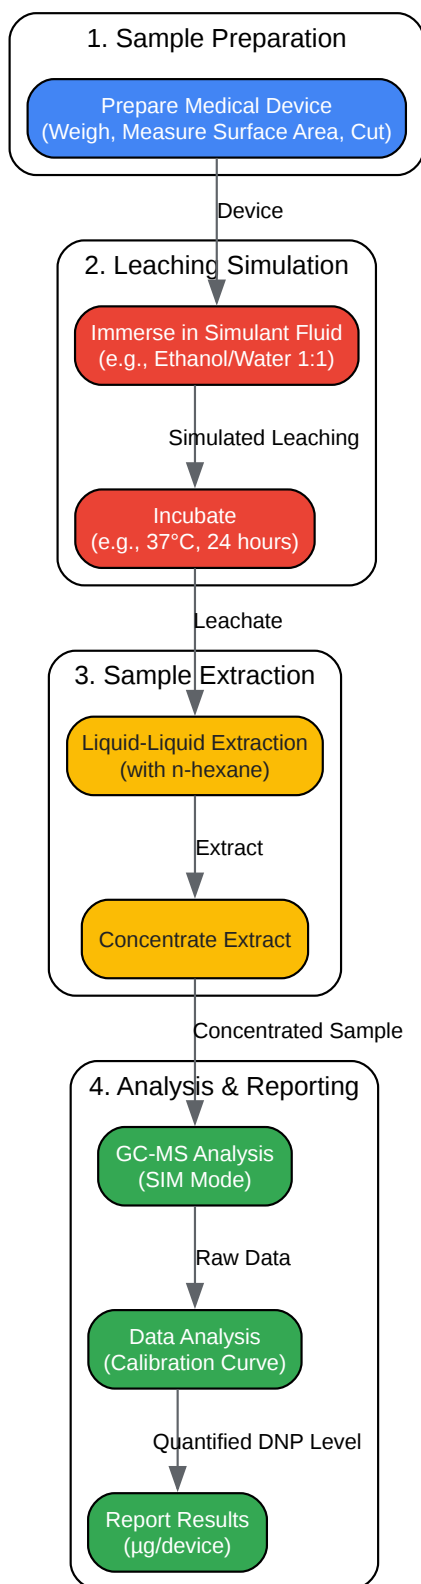 1. Sample Preparation
Prepare Medical Device
(Weigh, Measure Surface Area, Cut)
Device
2. Leaching Simulation
Immerse in Simulant Fluid
(e.g., Ethanol/Water 1:1)
Simulated Leaching
Incubate
(e.g., 37°C, 24 hours)
Leachate
3. Sample Extraction
Liquid-Liquid Extraction
(with n-hexane)
Extract
Concentrate Extract
Concentrated Sample
4. Analysis & Reporting
GC-MS Analysis
(SIM Mode)
Raw Data
Data Analysis
(Calibration Curve)
Quantified DNP Level
Report Results
(µg/device)